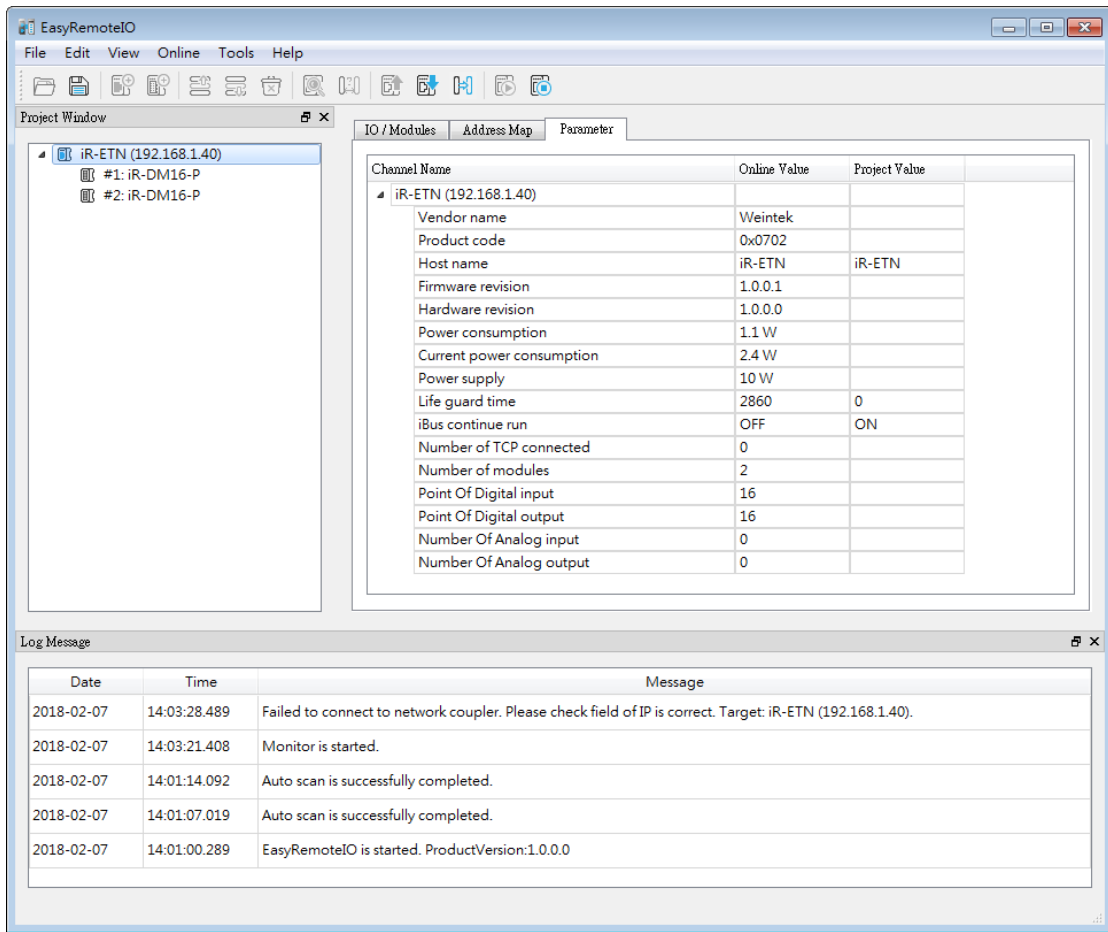 EasyRemoteIO
File Edit View Online Tools Help
Project Window
iR-ETN (192.168.1.40)
#1: iR-DM16-P
#2: iR-DM16-P
IO / Modules Address Map Parameter
Channel Name Online Value Project Value
iR-ETN (192.168.1.40)
Vendor name Weintek
Product code 0x0702
Host name iR-ETN iR-ETN
Firmware revision 1.0.0.1
Hardware revision 1.0.0.0
Power consumption 1.1 W
Current power consumption 2.4 W
Power supply 10 W
Life guard time 2860 0
iBus continue run OFF ON
Number of TCP connected 0
Number of modules 2
Point Of Digital input 16
Point Of Digital output 16
Number Of Analog input 0
Number Of Analog output 0
Log Message
Date Time Message
2018-02-07 14:03:28.489 Failed to connect to network coupler. Please check field of IP is correct. Target: iR-ETN (192.168.1.40).
2018-02-07 14:03:21.408 Monitor is started.
2018-02-07 14:01:14.092 Auto scan is successfully completed.
2018-02-07 14:01:07.019 Auto scan is successfully completed.
2018-02-07 14:01:00.289 EasyRemoteIO is started. ProductVersion:1.0.0.0